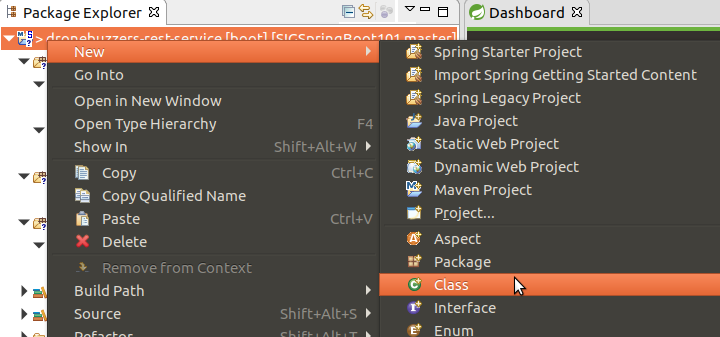 Package Explorer
Dashboard
> dronebuzzers-rest-service [boot] [SIGSpringBoot101 master]
New
Go Into
Open in New Window
Open Type Hierarchy F4
Show In Shift+Alt+W
Copy Ctrl+C
Copy Qualified Name
Paste Ctrl+V
Delete
Remove from Context
Build Path
Source Shift+Alt+S
Refactor Shift+Alt+T
Spring Starter Project
Import Spring Getting Started Content
Spring Legacy Project
Java Project
Static Web Project
Dynamic Web Project
Maven Project
Project...
Aspect
Package
Class
Interface
Enum